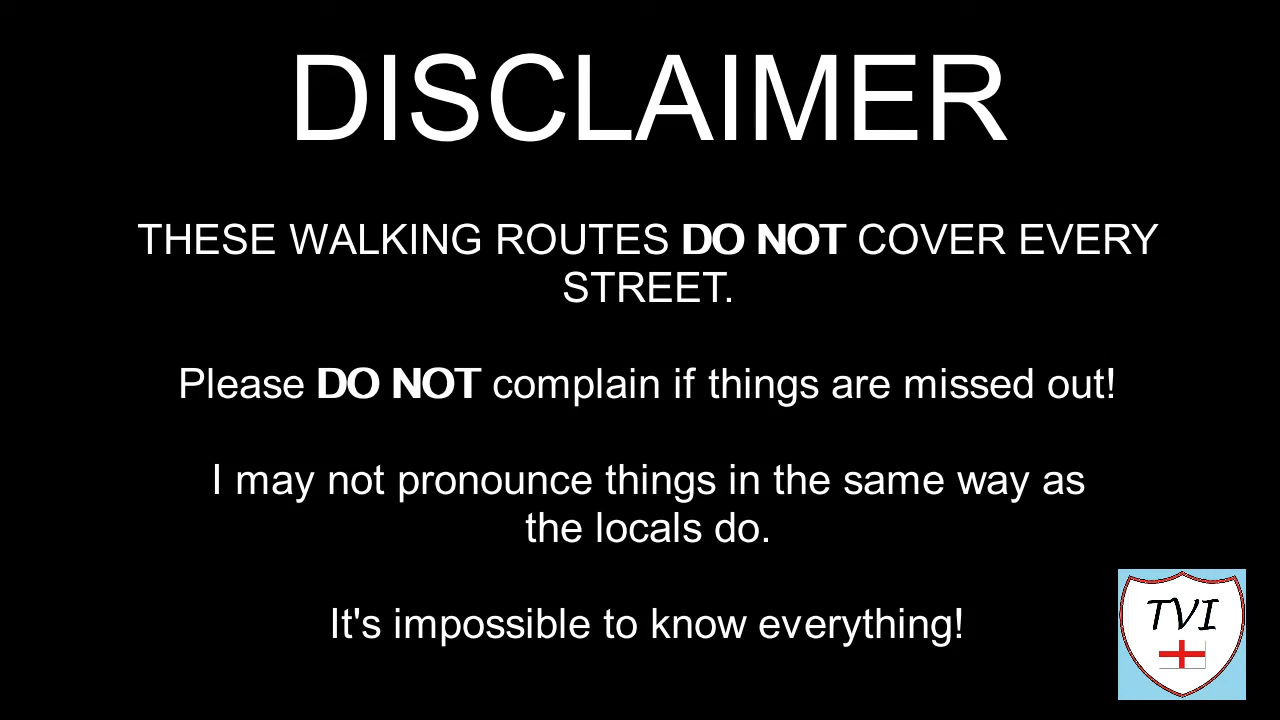 DISCLAIMER
THESE WALKING ROUTES DO NOT COVER EVERY
STREET.
Please DO NOT complain if things are missed out!
I may not pronounce things in the same way as
the locals do.
It's impossible to know everything!
TVI